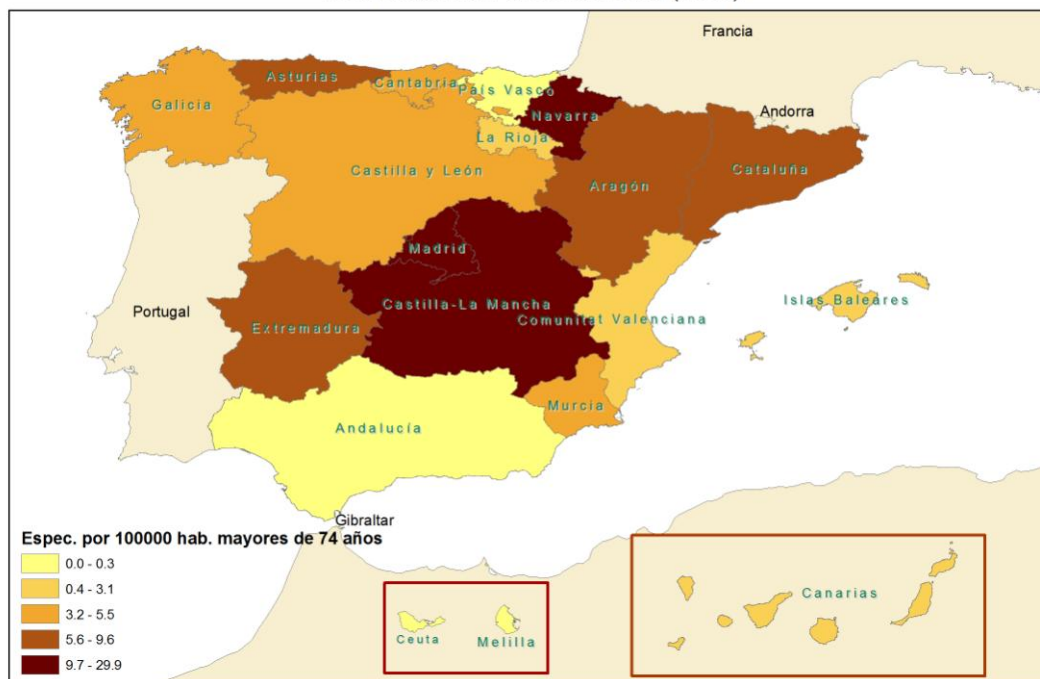 Francia
Asturias
Cantabria
País Vasco
Galicia
Navarra
Andorra
La Rioja
Castilla y León
Aragón
Cataluña
Madrid
Portugal
Castilla-La Mancha
Islas Baleares
Extremadura
Comunitat Valenciana
Murcia
Andalucía
Gibraltar
Espec. por 100000 hab. mayores de 74 años
0.0 - 0.3
0.4 - 3.1
3.2 - 5.5
5.6 - 9.6
9.7 - 29.9
Ceuta
Melilla
Canarias